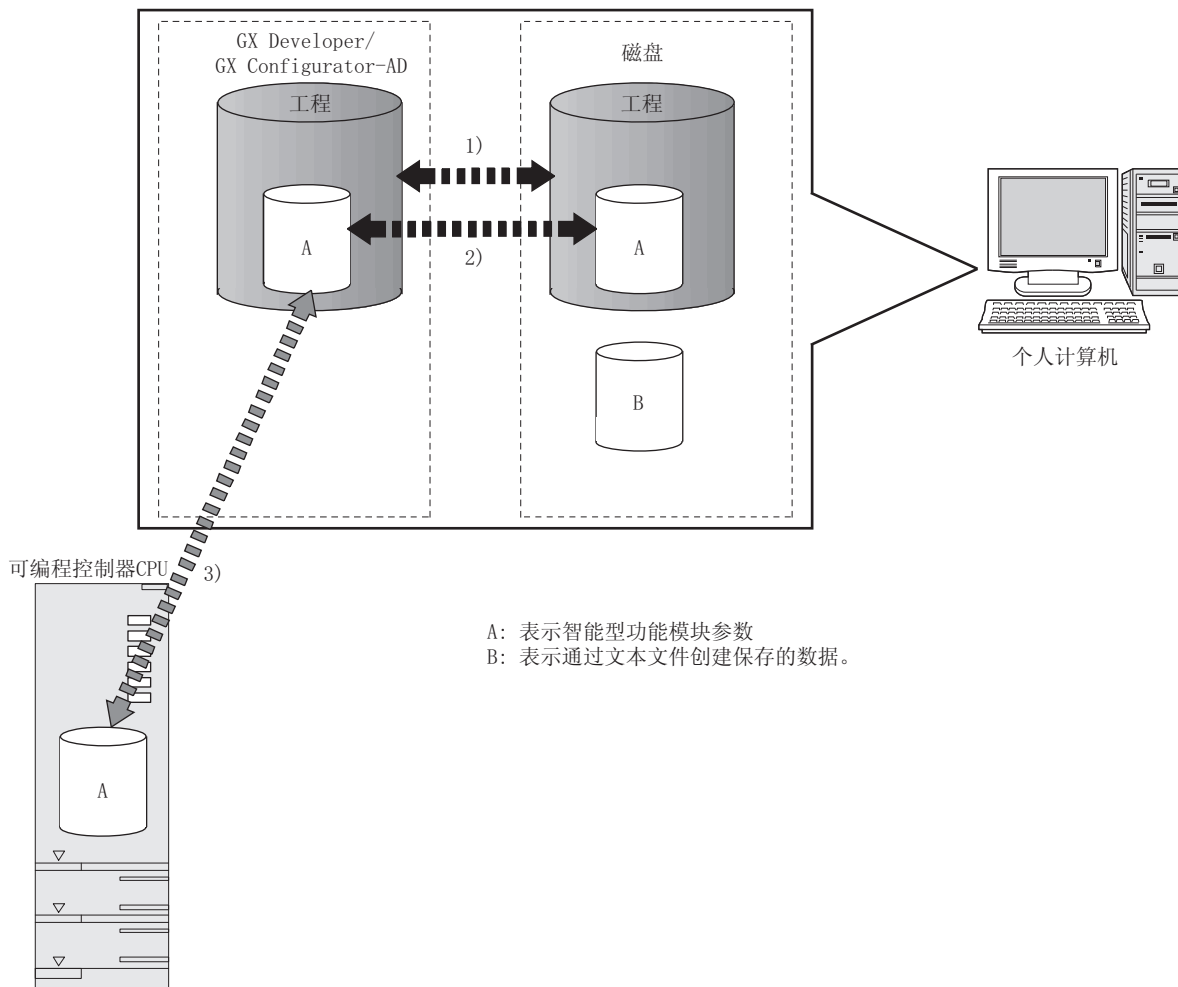 GX Developer/
GX Configurator-AD
磁盘
工程
工程
1)
A
A
2)
B
个人计算机
可编程控制器CPU
3)
A: 表示智能型功能模块参数
B: 表示通过文本文件创建保存的数据。
A